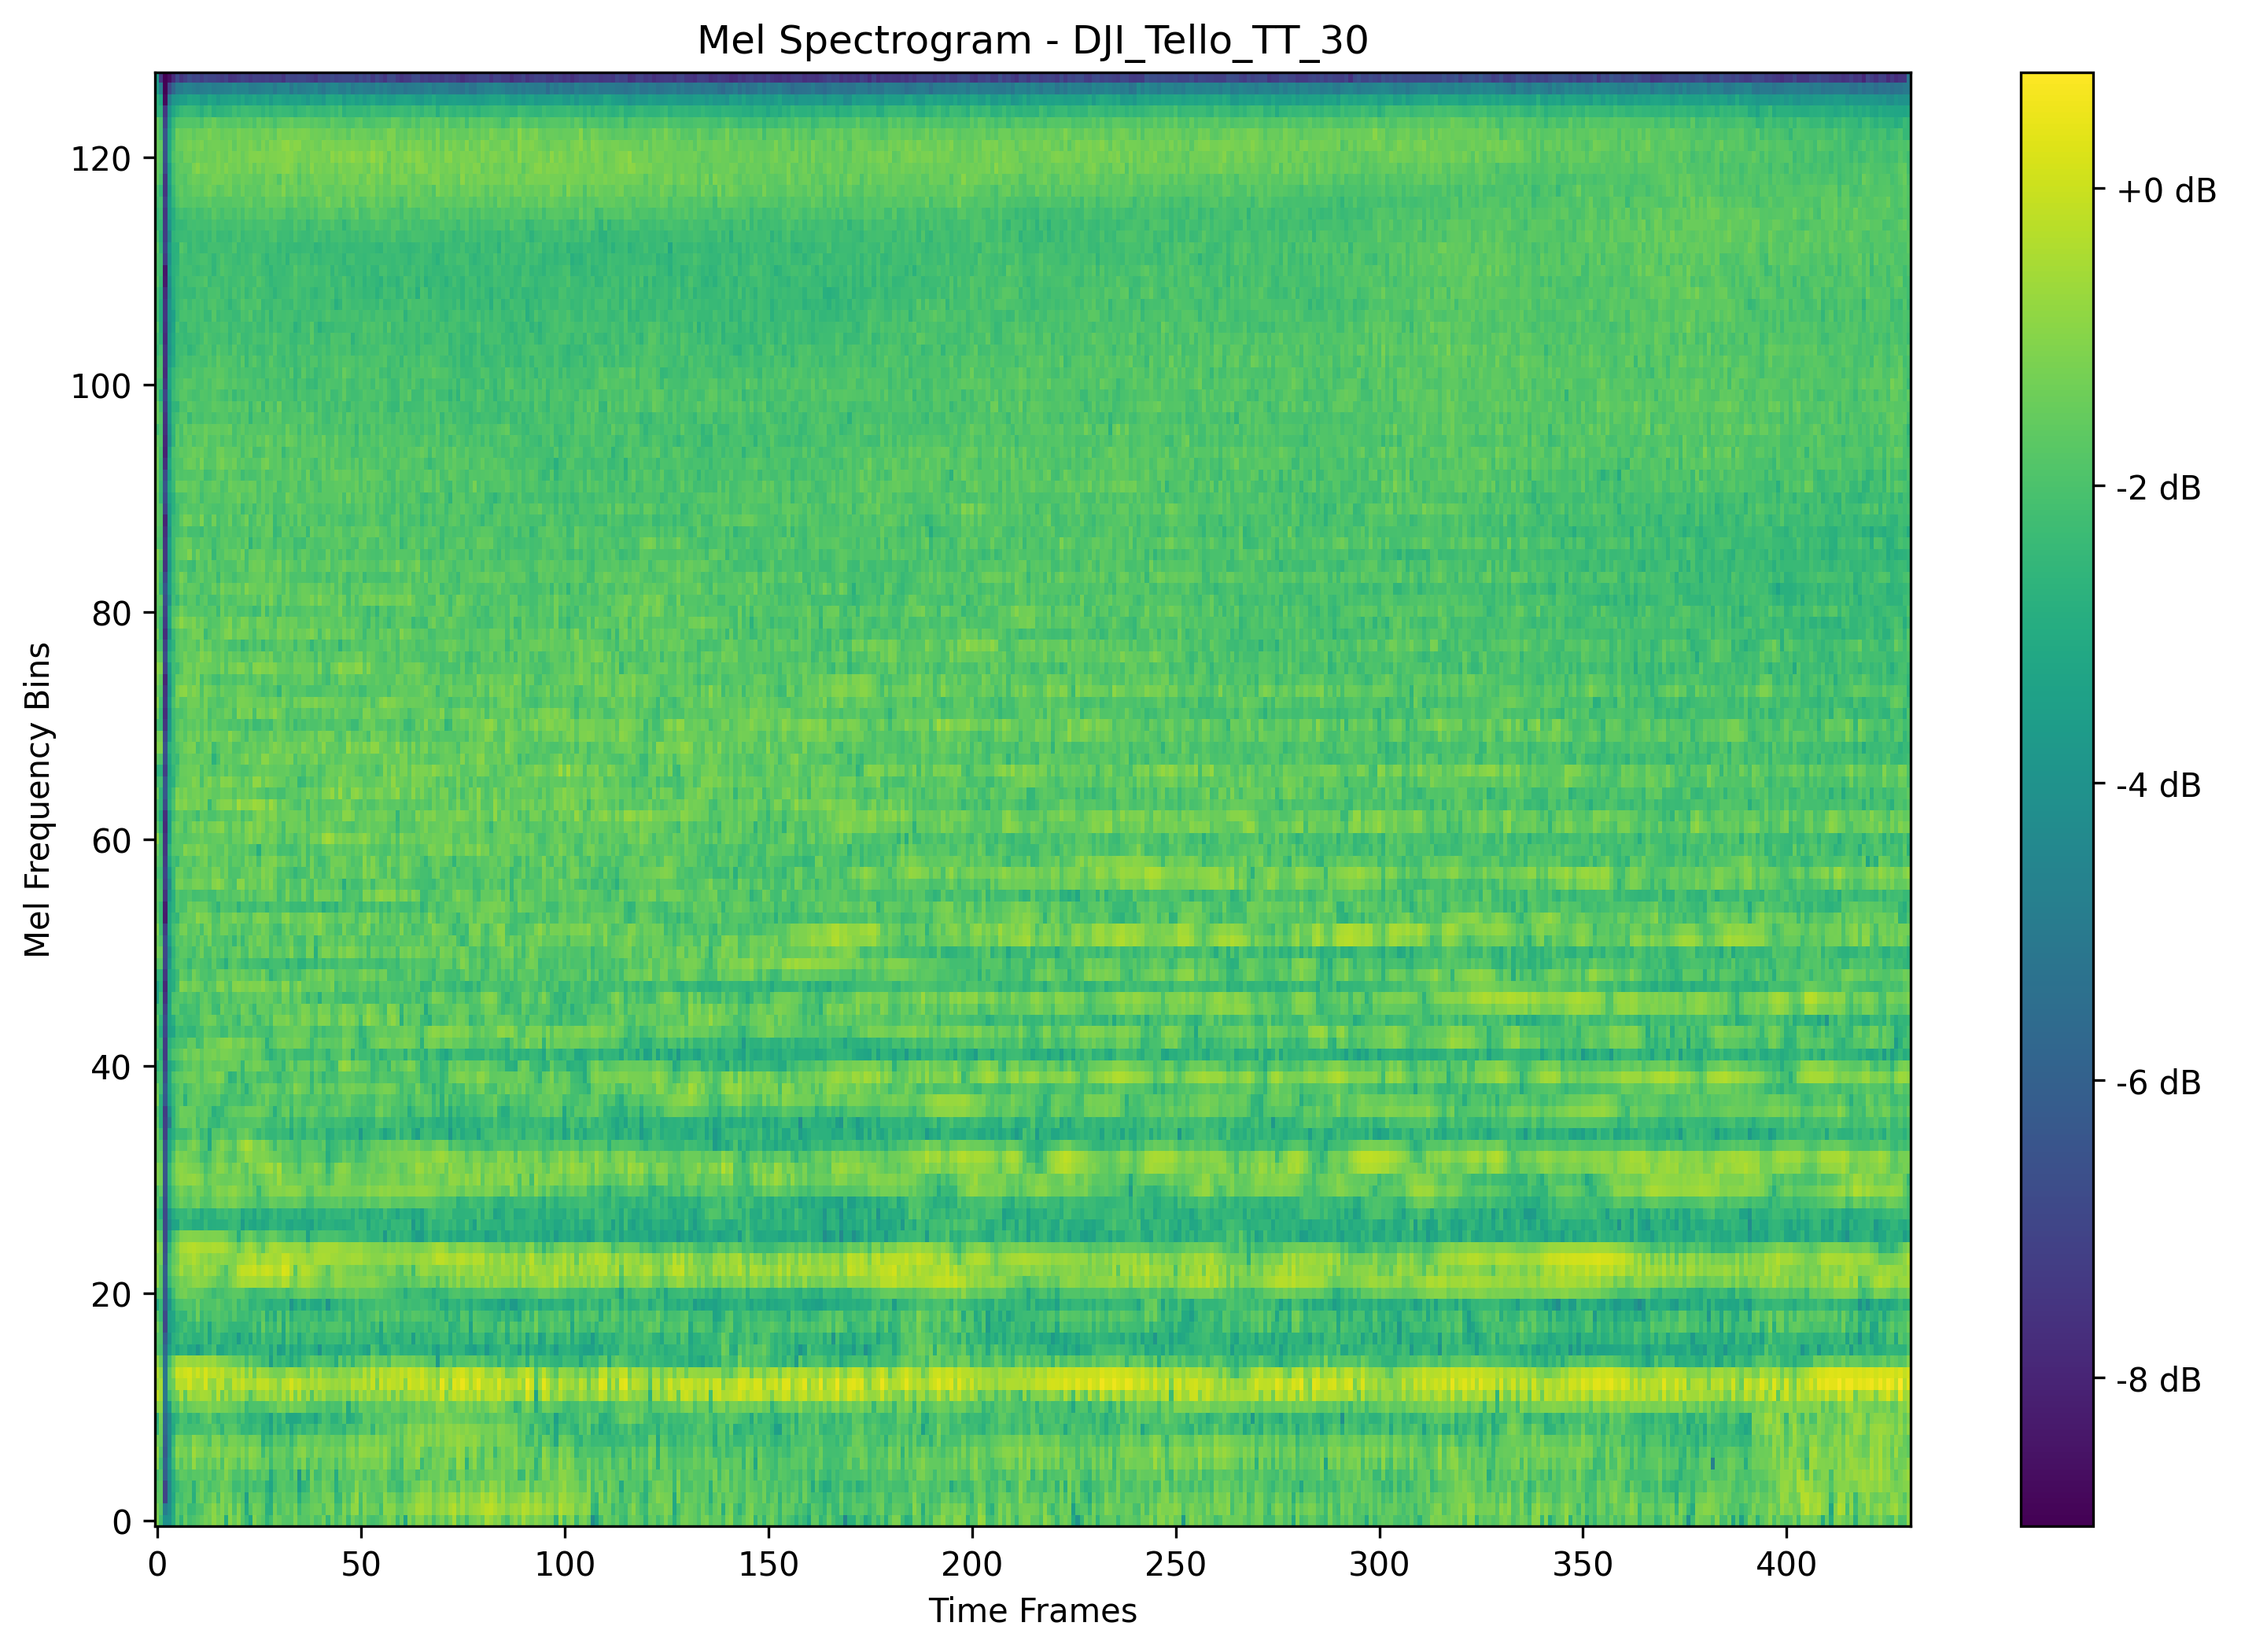 Mel Spectrogram - DJI_Tello_TT_30
Mel Frequency Bins
120
100
80
60
40
20
0
0 50 100 150 200 250 300 350 400
Time Frames
+0 dB
-2 dB
-4 dB
-6 dB
-8 dB